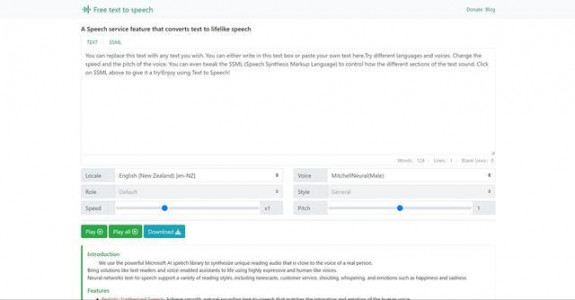 Free text to speech
Donate Blog
A Speech service feature that converts text to lifelike speech
TEXT SSML
You can replace this text with any text you wish. You can either write in this text box or paste your own text here.Try different languages and voices. Change the
speed and the pitch of the voice. You can even tweak the SSML (Speech Synthesis Markup Language) to control how the different sections of the text sound. Click
on SSML above to give it a try!Enjoy using Text to Speech!
Words: Lines: 1 Blank Lines: 0
Locale English (New Zealand) [en-NZ] Voice MitchellNeural(Male)
Role Default Style General
Speed x1 Pitch 1
Play Play all Download
Introduction
We use the powerful Microsoft AI speech library to synthesize unique reading audio that is close to the voice of a real person.
Bring solutions like text readers and voice-enabled assistants to life using highly expressive and human-like voices.
Neural networks text-to-speech support a variety of reading styles, including newscasts, customer service, shouting, whispering, and emotions such as happiness and sadness.
Features